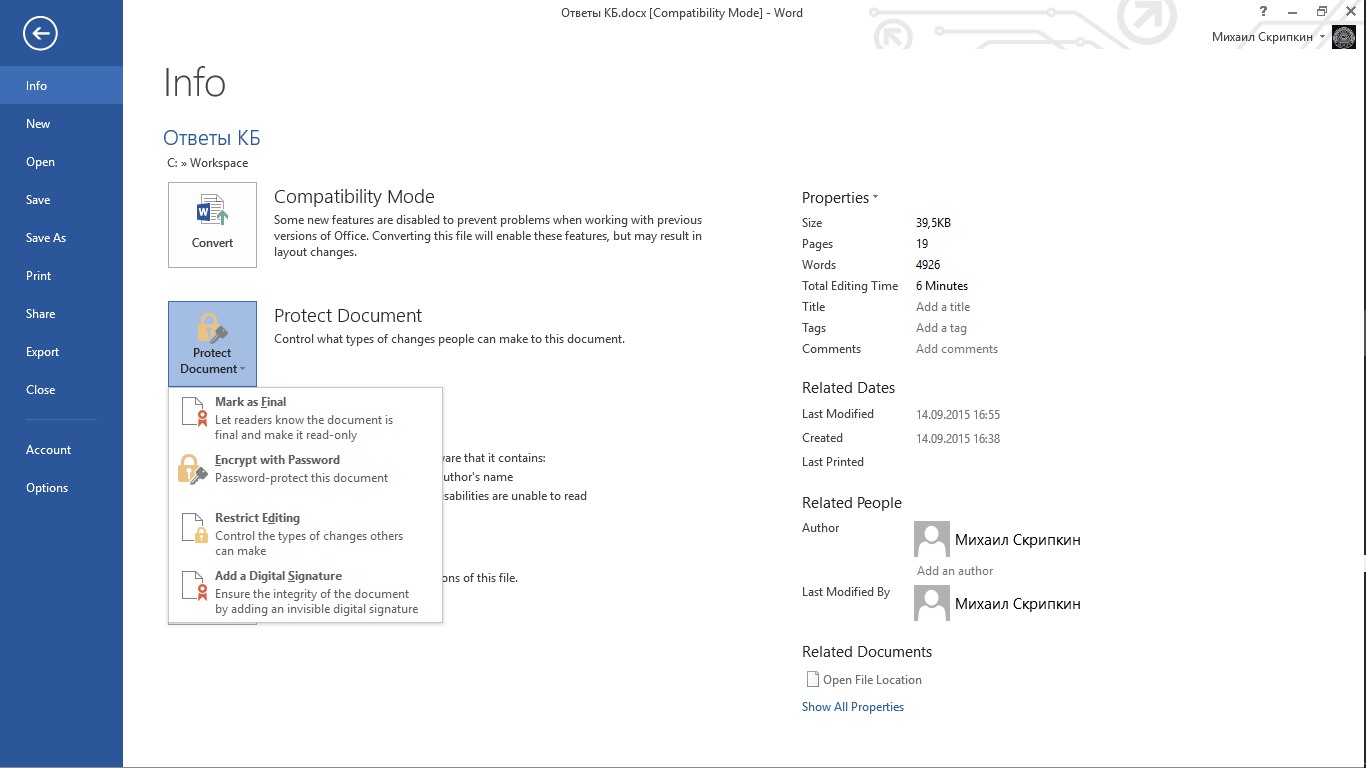 Ответы КБ.docx [Compatibility Mode] - Word
?
Михаил Скрипкин
Info
New
Open
Save
Save As
Print
Share
Export
Close
Account
Options
Info
Ответы КБ
C: » Workspace
Convert
Compatibility Mode
Some new features are disabled to prevent problems when working with previous
versions of Office. Converting this file will enable these features, but may result in
layout changes.
Protect
Document
Protect Document
Control what types of changes people can make to this document.
Mark as Final
Let readers know the document is
final and make it read-only
Encrypt with Password
Password-protect this document
Restrict Editing
Control the types of changes others
can make
Add a Digital Signature
Ensure the integrity of the document
by adding an invisible digital signature
that it contains:
name
are unable to read
of this file.
Properties
Size 39,5KB
Pages 19
Words 4926
Total Editing Time 6 Minutes
Title Add a title
Tags Add a tag
Comments Add comments
Related Dates
Last Modified 14.09.2015 16:55
Created 14.09.2015 16:38
Last Printed
Related People
Author Михаил Скрипкин
Add an author
Last Modified By Михаил Скрипкин
Related Documents
Open File Location
Show All Properties